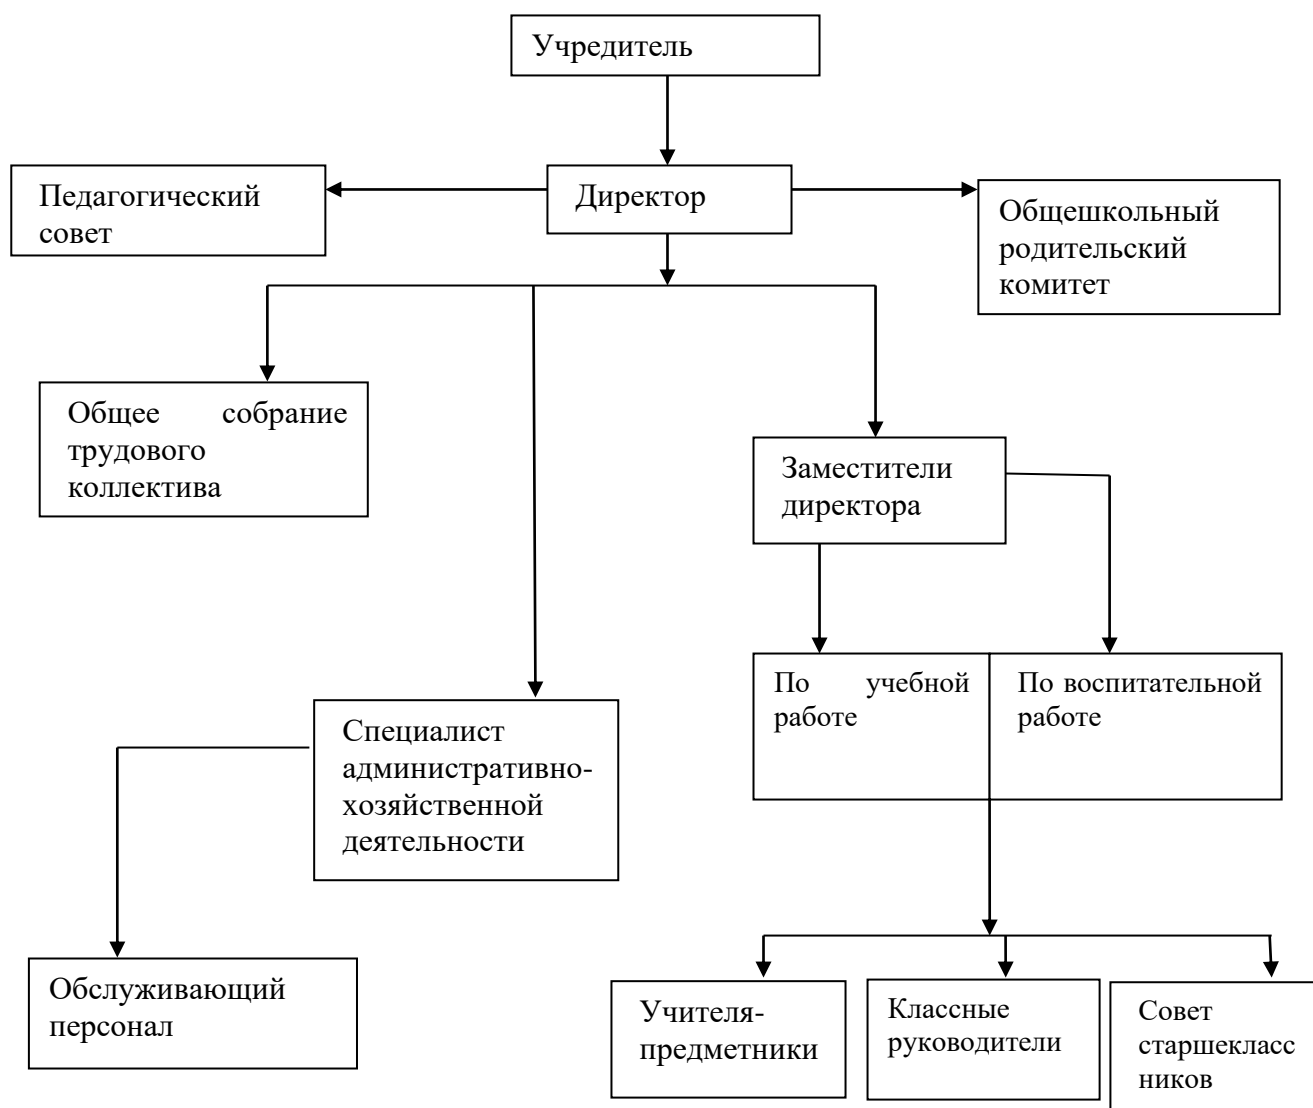 Учредитель
Педагогический
совет
Директор
Общешкольный
родительский
комитет
Общее собрание
трудового
коллектива
Заместители
директора
По учебной
работе
По воспитательной
работе
Специалист
административно-
хозяйственной
деятельности
Обслуживающий
персонал
Учителя-
предметники
Классные
руководители
Совет
старшекласс
ников